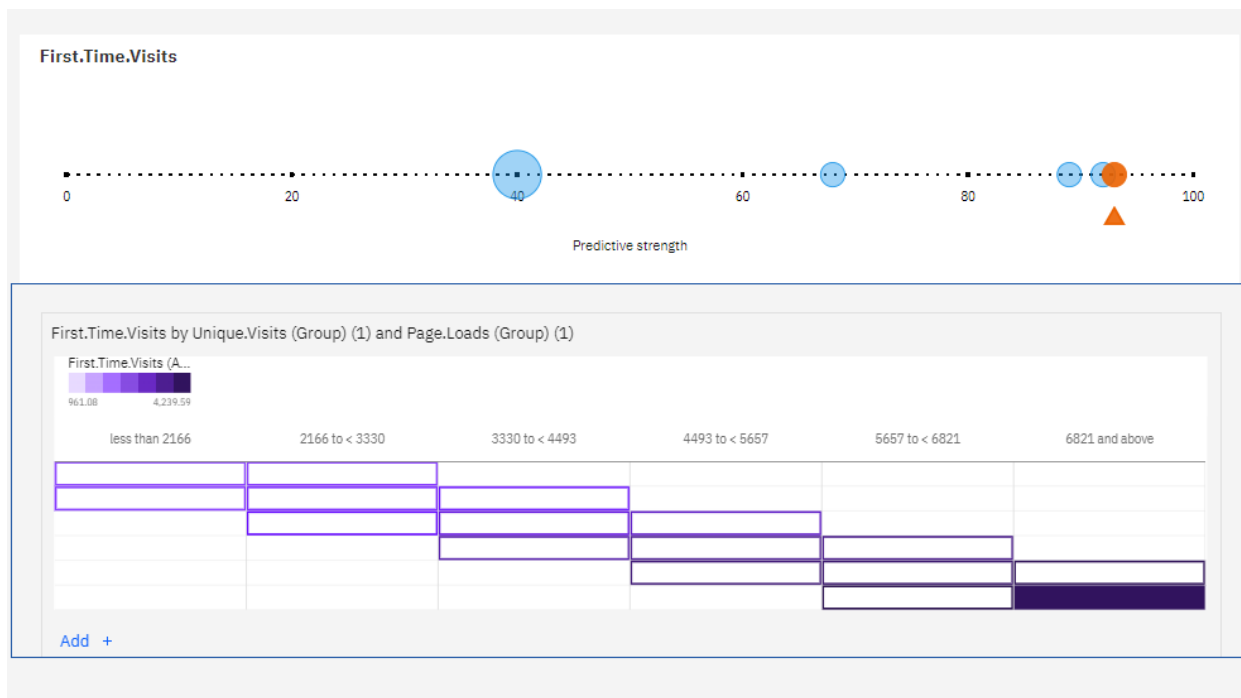 First.Time.Visits
0 20 40 60 80 100
Predictive strength
First.Time.Visits by Unique.Visits (Group) (1) and Page.Loads (Group) (1)
First.Time.Visits (A...
961.08 4,239.59
less than 2166 2166 to < 3330 3330 to < 4493 4493 to < 5657 5657 to < 6821 6821 and above
Add +